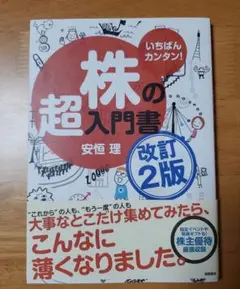 いちばん
カンタン!
株の
超入門書
安恒 理
改訂
2版
"これから"の人も、"もう一度"の人も
大事なとこだけ集めてみたら、
こんなに
薄くなりました。
株主優待